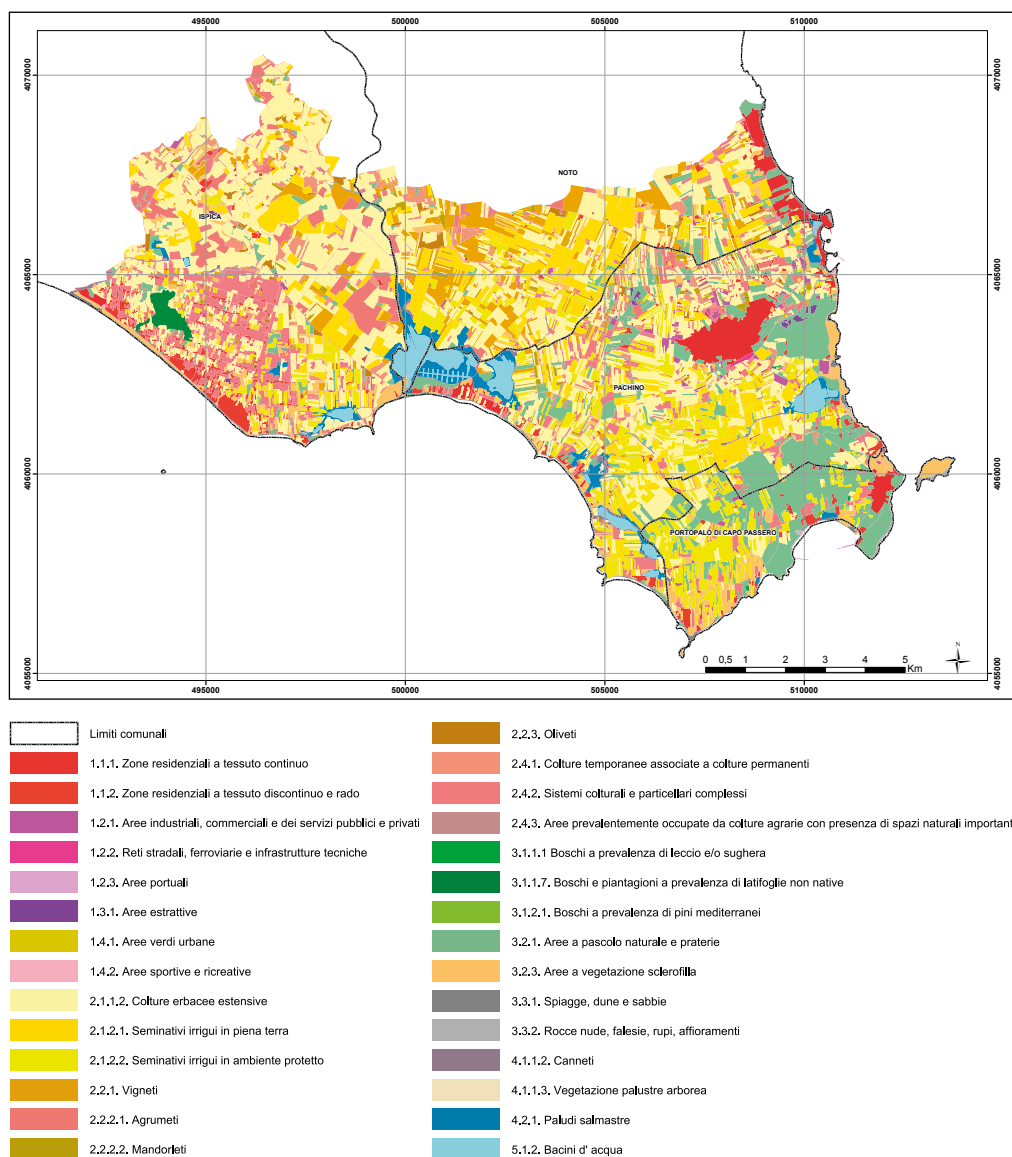 495000 500000 505000 510000
4070000 4070000
NOTO
ISPICA
4065000 4065000
PACHINO
4060000 4060000
PORTOPALO DI CAPO PASSERO
N
0 0,5 1 2 3 4 5
Km
4055000 4055000
495000 500000 505000 510000
Limiti comunali
1.1.1. Zone residenziali a tessuto continuo
1.1.2. Zone residenziali a tessuto discontinuo e rado
1.2.1. Aree industriali, commerciali e dei servizi pubblici e privati
1.2.2. Reti stradali, ferroviarie e infrastrutture tecniche
1.2.3. Aree portuali
1.3.1. Aree estrattive
1.4.1. Aree verdi urbane
1.4.2. Aree sportive e ricreative
2.1.1.2. Colture erbacee estensive
2.1.2.1. Seminativi irrigui in piena terra
2.1.2.2. Seminativi irrigui in ambiente protetto
2.2.1. Vigneti
2.2.2.1. Agrumeti
2.2.2.2. Mandorleti
2.2.3. Oliveti
2.4.1. Colture temporanee associate a colture permanenti
2.4.2. Sistemi colturali e particellari complessi
2.4.3. Aree prevalentemente occupate da colture agrarie con presenza di spazi naturali important
3.1.1.1 Boschi a prevalenza di leccio e/o sughera
3.1.1.7. Boschi e piantagioni a prevalenza di latifoglie non native
3.1.2.1. Boschi a prevalenza di pini mediterranei
3.2.1. Aree a pascolo naturale e praterie
3.2.3. Aree a vegetazione sclerofilla
3.3.1. Spiagge, dune e sabbie
3.3.2. Rocce nude, falesie, rupi, affioramenti
4.1.1.2. Canneti
4.1.1.3. Vegetazione palustre arborea
4.2.1. Paludi salmastre
5.1.2. Bacini d' acqua